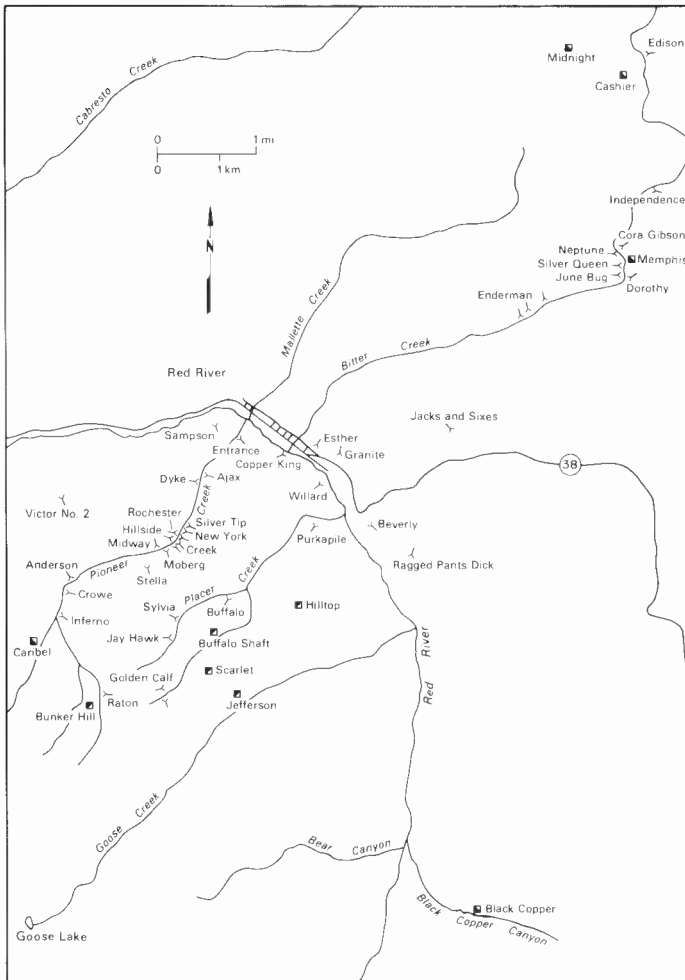 Cabresto Creek
Midnight
Edison
Cashier
0 1 mi
0 1 km
N
Independence
Cora Gibson
Neptune
Memphis
Silver Queen
June Bug
Dorothy
Enderman
Mallette Creek
Bitter Creek
Red River
Jacks and Sixes
Sampson
Esther
Entrance
Granite
Copper King
38
Dyke
Ajax
Willard
Victor No. 2
Rochester
Silver Tip
Hillside
New York
Midway
Creek
Beverly
Purkapile
Moberg
Anderson
Pioneer Creek
Stella
Ragged Pants Dick
Placer Creek
Crowe
Sylvia
Buffalo
Hilltop
Inferno
Jay Hawk
Buffalo Shaft
Caribel
Red River
Golden Calf
Scarlet
Raton
Jefferson
Bunker Hill
Goose Creek
Bear Canyon
Black Copper
Black Copper Canyon
Goose Lake